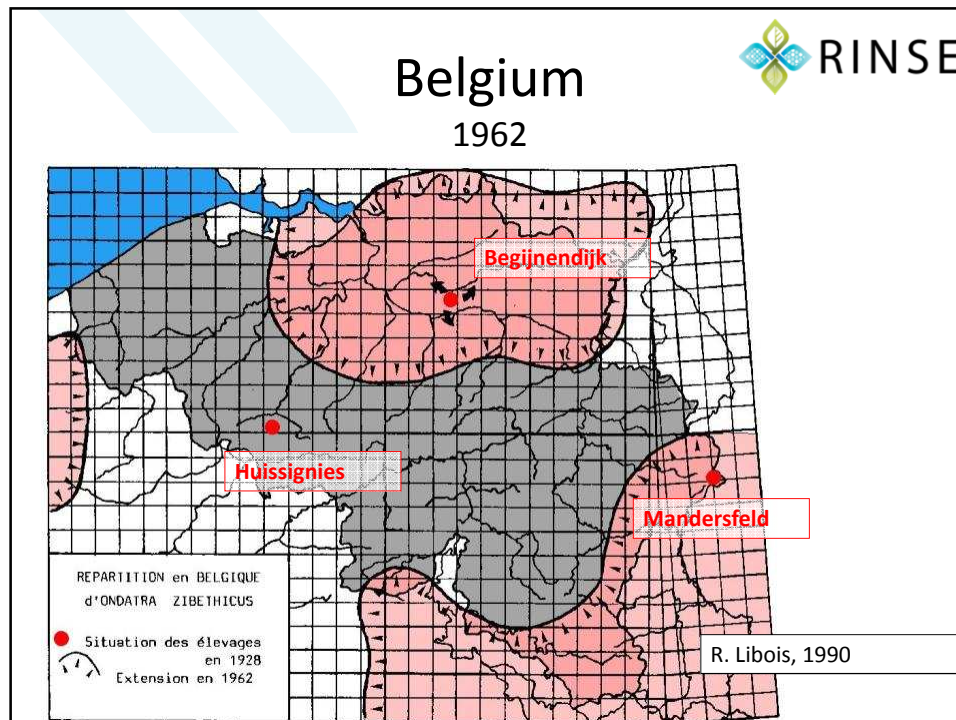 Belgium
RINSE
1962
Begijnendijk
Huissignies
Mandersfeld
REPARTITION en BELGIQUE
d'ONDATRA ZIBETHICUS
Situation des élevages
en 1928
Extension en 1962
R. Libois, 1990